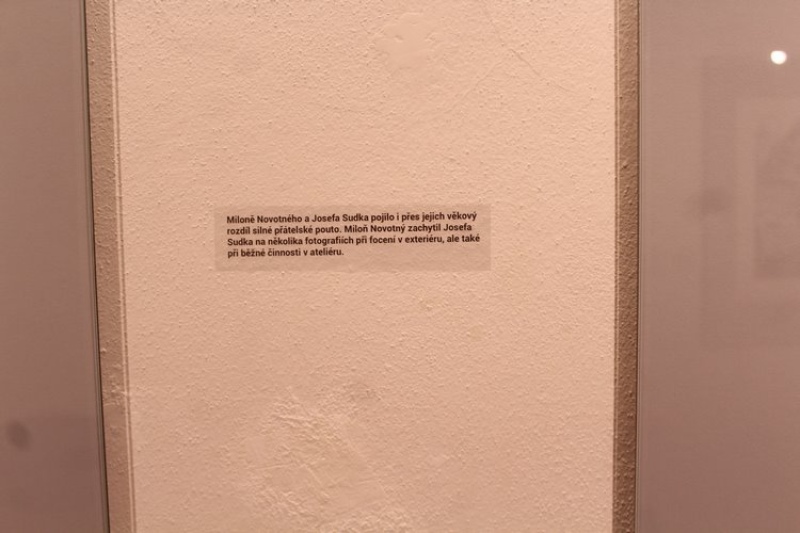 Miloně Novotného a Josefa Sudka pojilo i přes jejich věkový
rozdíl silné přátelské pouto. Miloň Novotný zachytil Josefa
Sudka na několika fotografiích při focení v exteriéru, ale také
při běžné činnosti v ateliéru.